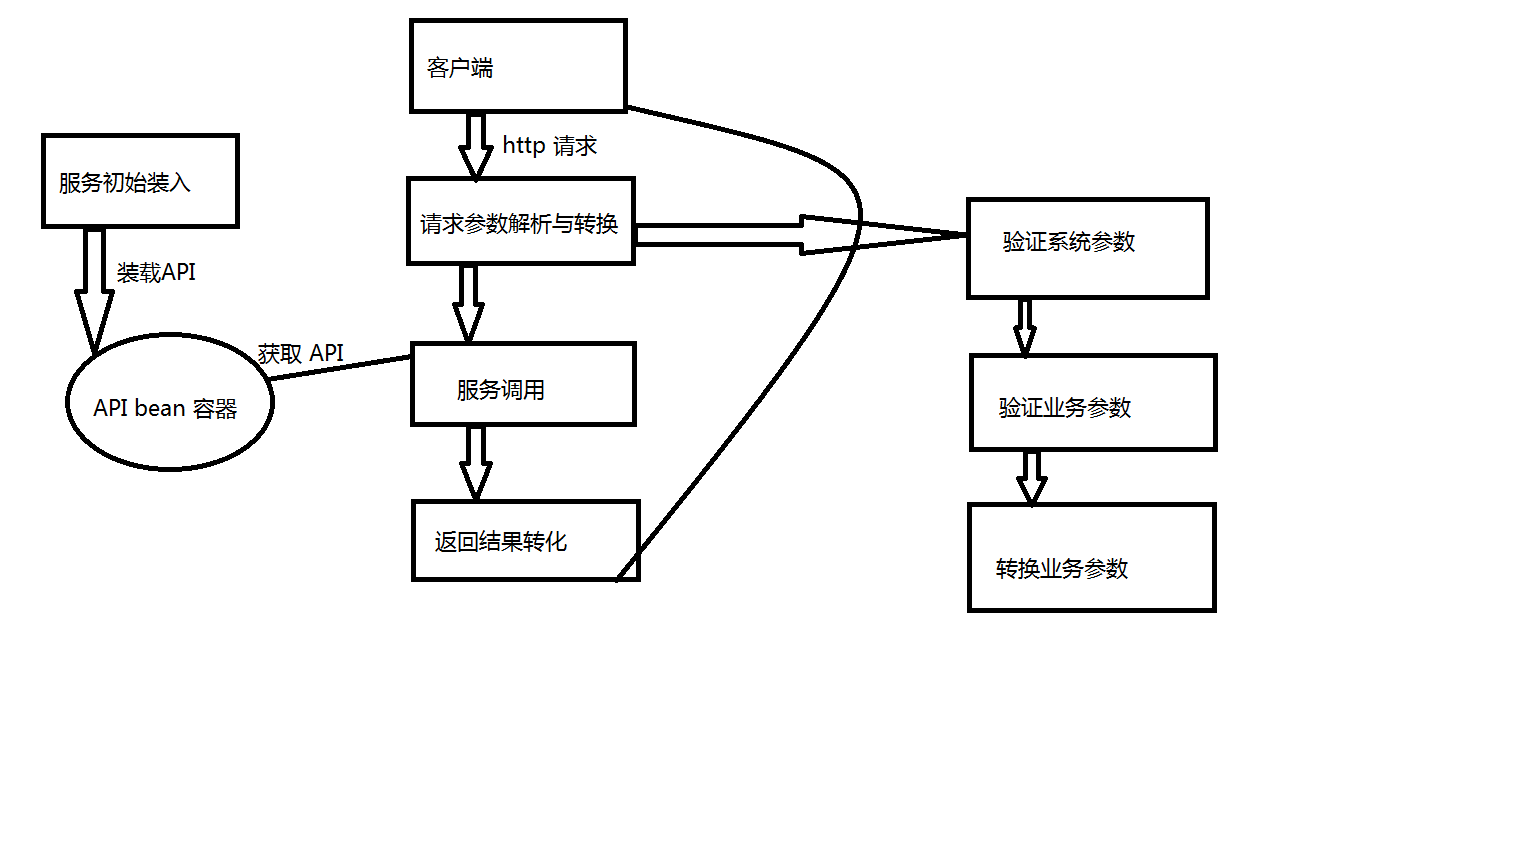 客户端
http 请求
服务初始装入
请求参数解析与转换
验证系统参数
装载API
获取 API
API bean 容器
服务调用
验证业务参数
返回结果转化
转换业务参数